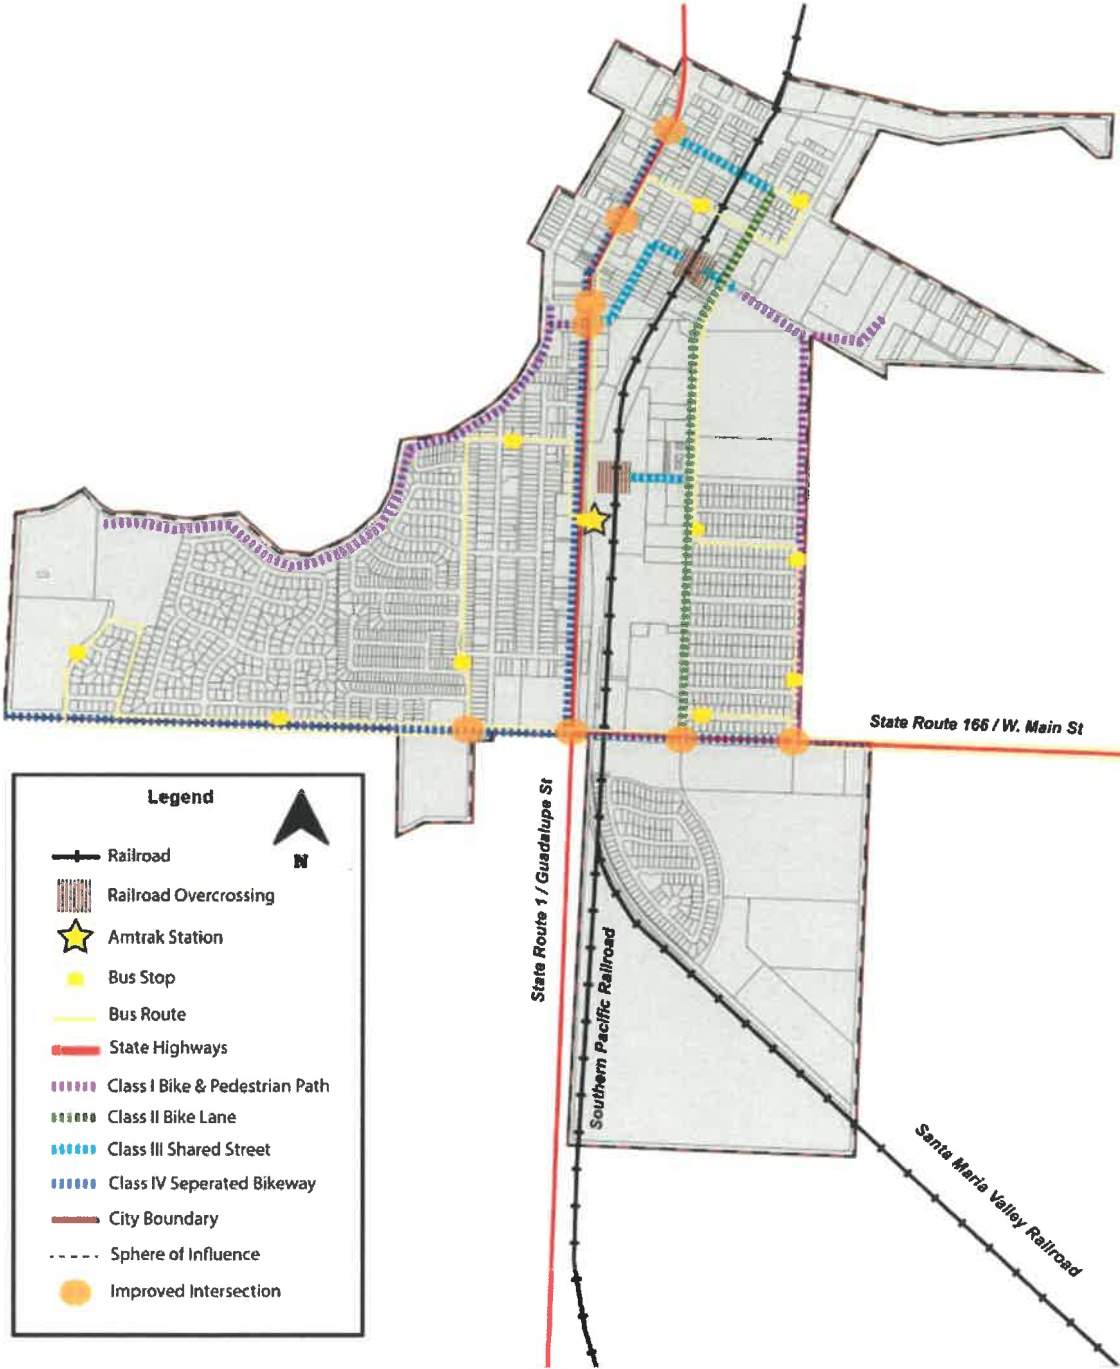 State Route 166 / W. Main St
State Route 1 / Guadalupe St
Southern Pacific Railroad
Santa Maria Valley Railroad
Legend
N
Railroad
Railroad Overcrossing
Amtrak Station
Bus Stop
Bus Route
State Highways
Class I Bike & Pedestrian Path
Class II Bike Lane
Class III Shared Street
Class IV Seperated Bikeway
City Boundary
Sphere of Influence
Improved Intersection